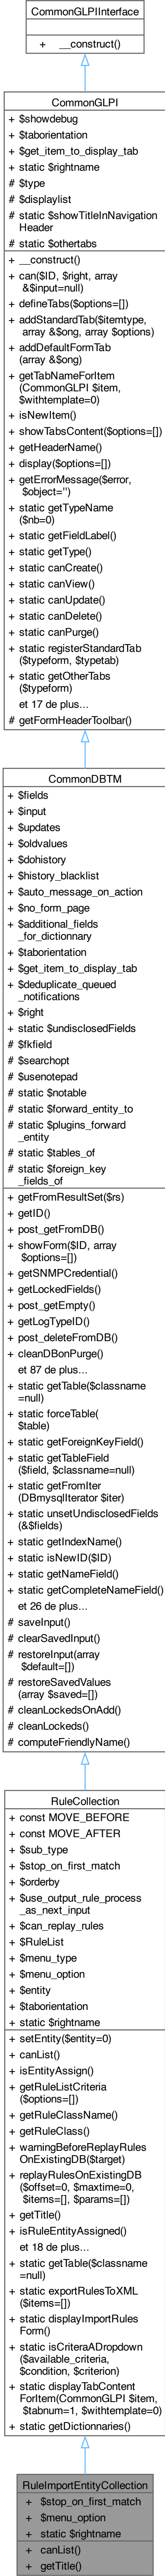 CommonGLPIInterface
+ __construct()
CommonGLPI
+ $showdebug
+ $taborientation
+ $get_item_to_display_tab
+ static $rightname
# $type
# $displaylist
# static $showTitleInNavigation
Header
# static $othertabs
+ __construct()
+ can($ID, $right, array
&$input=null)
+ defineTabs($options=[])
+ addStandardTab($itemtype,
array &$ong, array $options)
+ addDefaultFormTab
(array &$ong)
+ getTabNameForItem
(CommonGLPI $item,
$withtemplate=0)
+ isNewItem()
+ showTabsContent($options=[])
+ getHeaderName()
+ display($options=[])
+ getErrorMessage($error,
$object='')
+ static getTypeName
($nb=0)
+ static getFieldLabel()
+ static getType()
+ static canCreate()
+ static canView()
+ static canUpdate()
+ static canDelete()
+ static canPurge()
+ static registerStandardTab
($typeform, $typetab)
+ static getOtherTabs
($typeform)
et 17 de plus...
# getFormHeaderToolbar()
CommonDBTM
+ $fields
+ $input
+ $updates
+ $oldvalues
+ $dohistory
+ $history_blacklist
+ $auto_message_on_action
+ $no_form_page
+ $additional_fields
_for_dictionnary
+ $taborientation
+ $get_item_to_display_tab
+ $deduplicate_queued
_notifications
+ $right
+ static $undisclosedFields
# $fkfield
# $searchopt
# $usenotepad
# static $notable
# static $forward_entity_to
# static $plugins_forward
_entity
# static $tables_of
# static $foreign_key
_fields_of
+ getFromResultSet($rs)
+ getID()
+ post_getFromDB()
+ showForm($ID, array
$options=[])
+ getSNMPCredential()
+ getLockedFields()
+ post_getEmpty()
+ getLogTypeID()
+ post_deleteFromDB()
+ cleanDBonPurge()
et 87 de plus...
+ static getTable($classname
=null)
+ static forceTable(
$table)
+ static getForeignKeyField()
+ static getTableField
($field, $classname=null)
+ static getFromIter
(DBmysqlIterator $iter)
+ static unsetUndisclosedFields
(&$fields)
+ static getIndexName()
+ static isNewID($ID)
+ static getNameField()
+ static getCompleteNameField()
et 26 de plus...
# saveInput()
# clearSavedInput()
# restoreInput(array
$default=[])
# restoreSavedValues
(array $saved=[])
# cleanLockedsOnAdd()
# cleanLockeds()
# computeFriendlyName()
RuleCollection
+ const MOVE_BEFORE
+ const MOVE_AFTER
+ $sub_type
+ $stop_on_first_match
+ $orderby
+ $use_output_rule_process
_as_next_input
+ $can_replay_rules
+ $RuleList
+ $menu_type
+ $menu_option
+ $entity
+ $taborientation
+ static $rightname
+ setEntity($entity=0)
+ canList()
+ isEntityAssign()
+ getRuleListCriteria
($options=[])
+ getRuleClassName()
+ getRuleClass()
+ warningBeforeReplayRules
OnExistingDB($target)
+ replayRulesOnExistingDB
($offset=0, $maxtime=0,
$items=[], $params=[])
+ getTitle()
+ isRuleEntityAssigned()
et 18 de plus...
+ static getTable($classname
=null)
+ static exportRulesToXML
($items=[])
+ static displayImportRules
Form()
+ static isCriteraADropdown
($available_criteria,
$condition, $criterion)
+ static displayTabContent
ForItem(CommonGLPI $item,
$tabnum=1, $withtemplate=0)
+ static getDictionnaries()
RuleImportEntityCollection
+ $stop_on_first_match
+ $menu_option
+ static $rightname
+ canList()
+ getTitle()